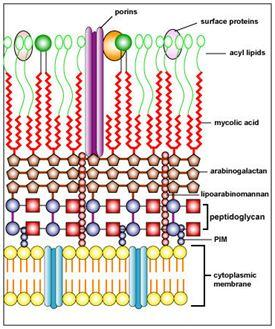 porins
surface proteins
acyl lipids
mycolic acid
arabinogalactan
lipoarabinomannan
peptidoglycan
PIM
cytoplasmic
membrane